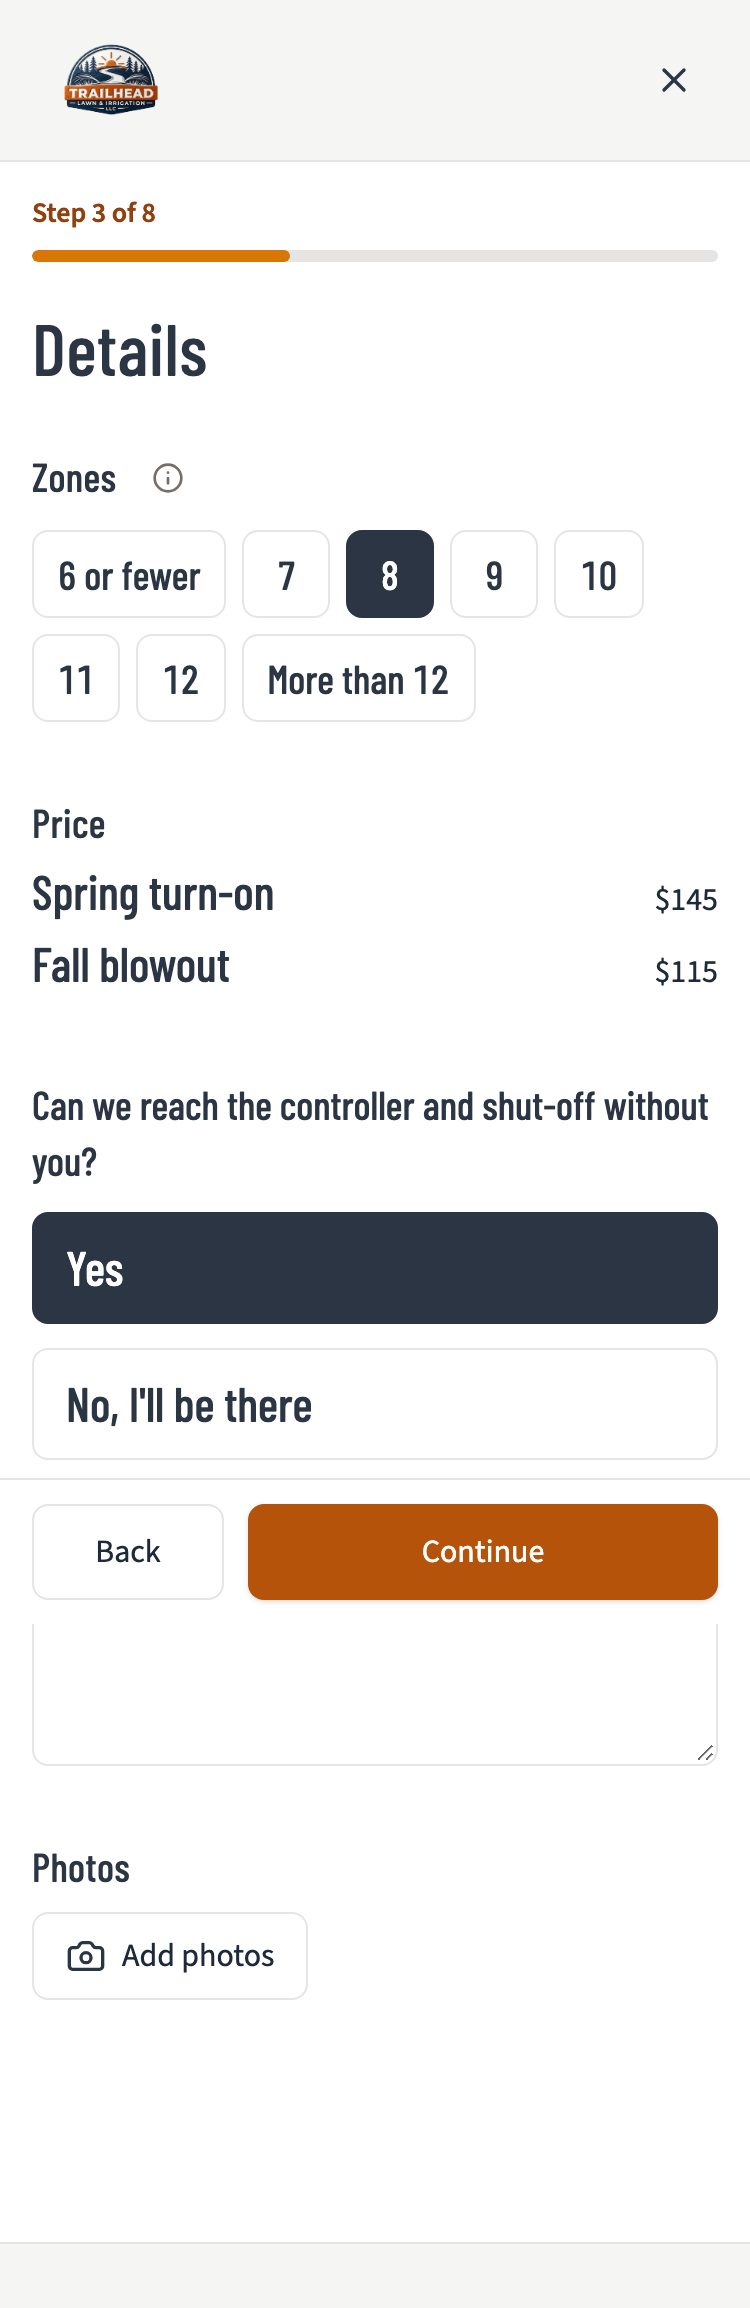 TRAILHEAD
LAWN & IRRIGATION
LLC
Step 3 of 8
Details
Zones
6 or fewer 7 8 9 10
11 12 More than 12
Price
Spring turn-on $145
Fall blowout $115
Can we reach the controller and shut-off without
you?
Yes
No, I'll be there
Back Continue
Photos
Add photos